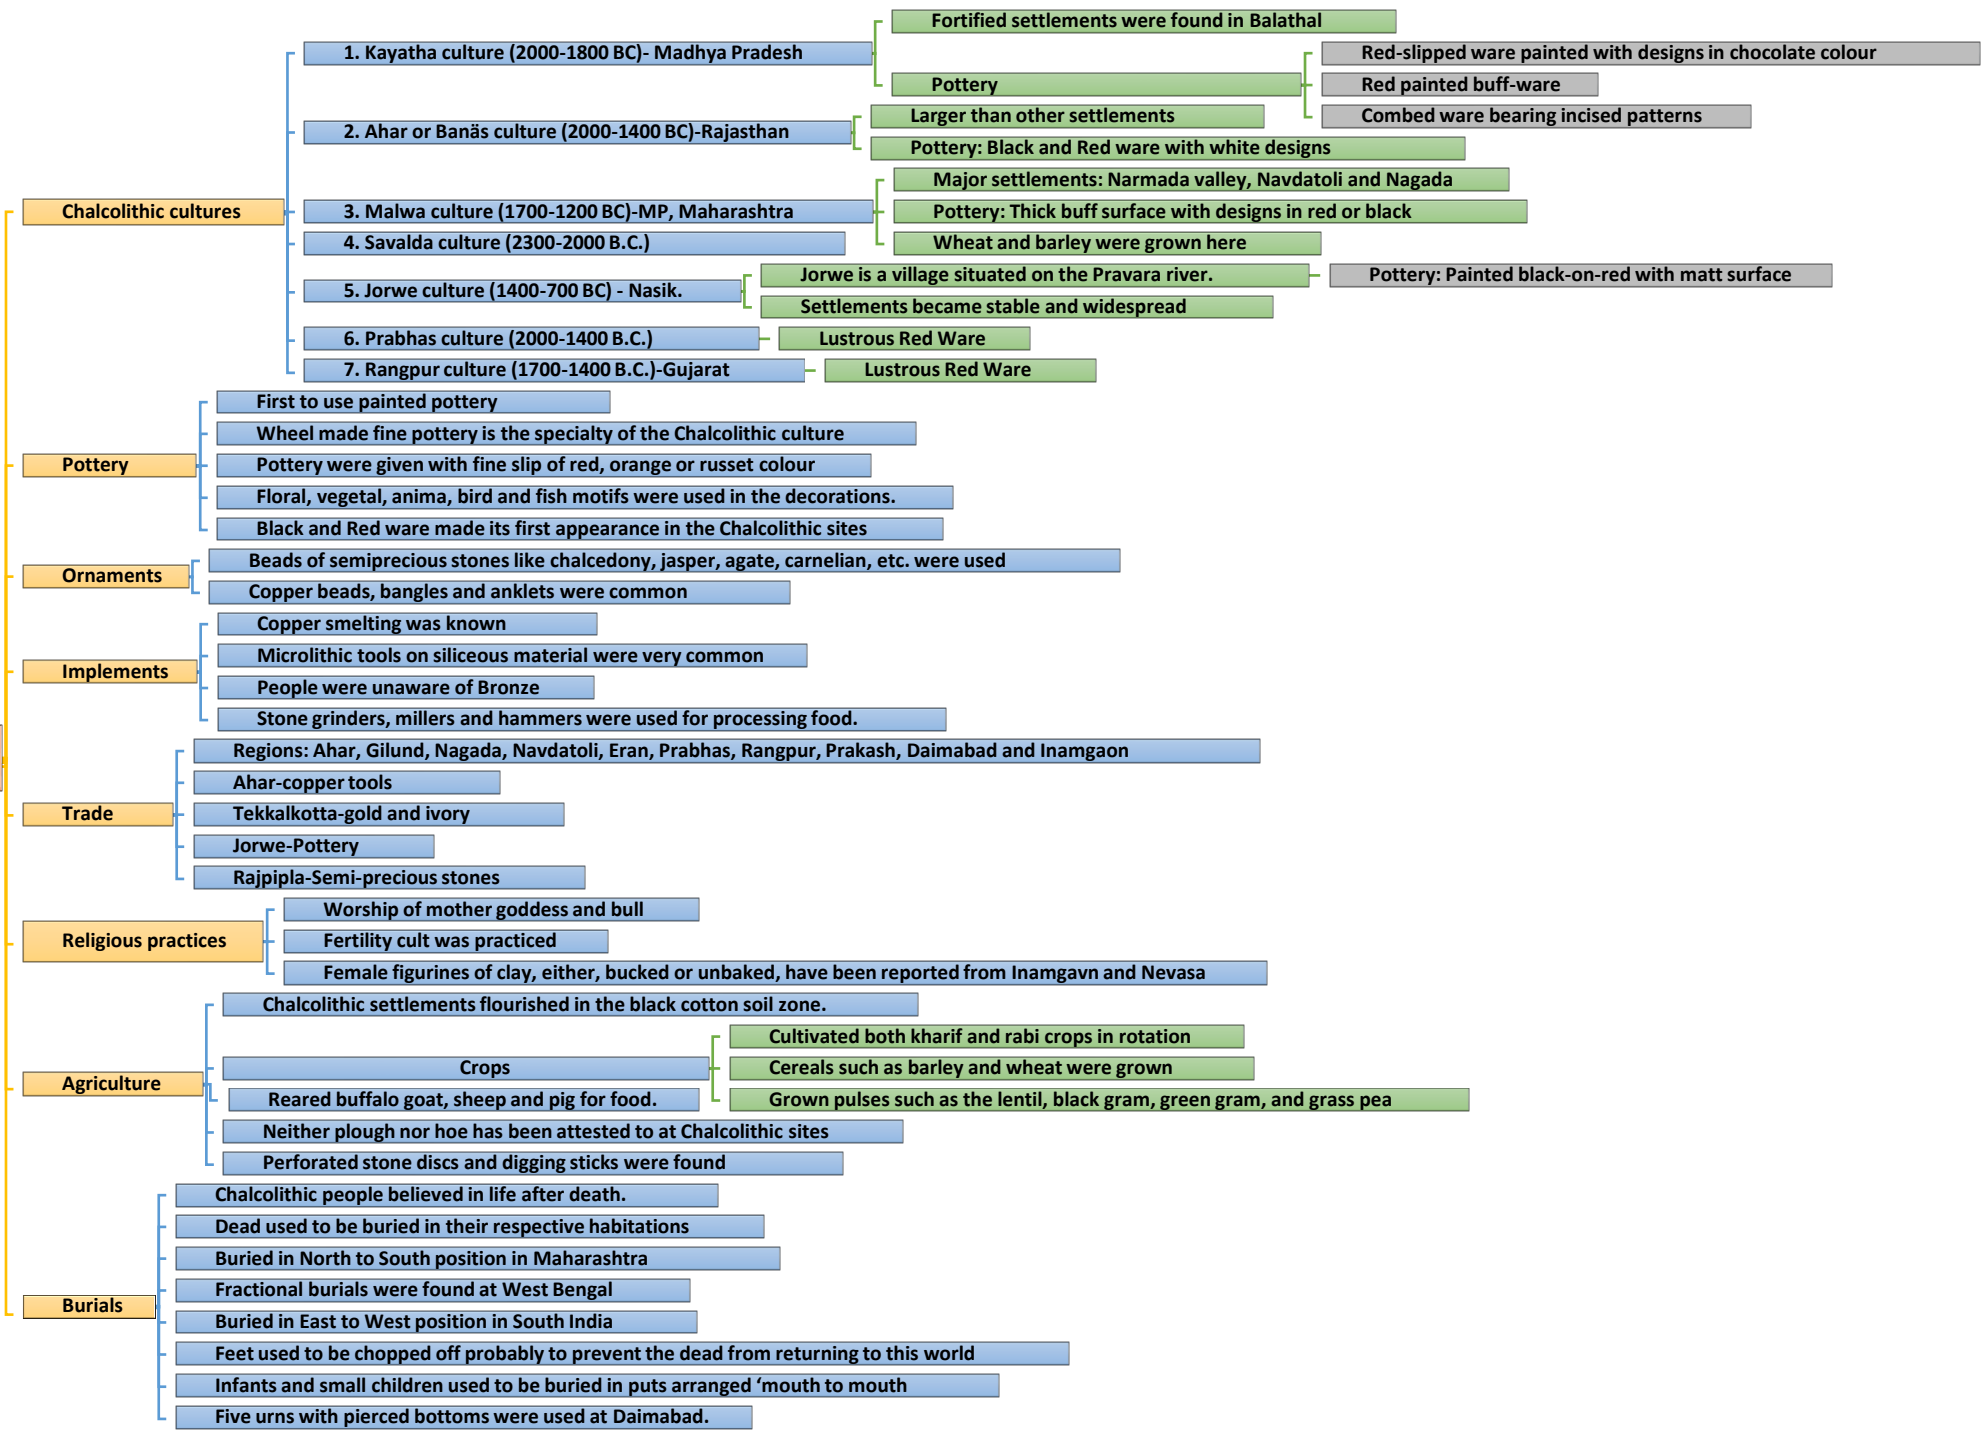 Chalcolithic cultures
1. Kayatha culture (2000-1800 BC)- Madhya Pradesh
Fortified settlements were found in Balathal
Pottery
Red-slipped ware painted with designs in chocolate colour
Red painted buff-ware
Combed ware bearing incised patterns
2. Ahar or Banäs culture (2000-1400 BC)-Rajasthan
Larger than other settlements
Pottery: Black and Red ware with white designs
3. Malwa culture (1700-1200 BC)-MP, Maharashtra
Major settlements: Narmada valley, Navdatoli and Nagada
Pottery: Thick buff surface with designs in red or black
Wheat and barley were grown here
4. Savalda culture (2300-2000 B.C.)
5. Jorwe culture (1400-700 BC) - Nasik.
Jorwe is a village situated on the Pravara river.
Pottery: Painted black-on-red with matt surface
Settlements became stable and widespread
6. Prabhas culture (2000-1400 B.C.)
Lustrous Red Ware
7. Rangpur culture (1700-1400 B.C.)-Gujarat
Lustrous Red Ware
Pottery
First to use painted pottery
Wheel made fine pottery is the specialty of the Chalcolithic culture
Pottery were given with fine slip of red, orange or russet colour
Floral, vegetal, anima, bird and fish motifs were used in the decorations.
Black and Red ware made its first appearance in the Chalcolithic sites
Ornaments
Beads of semiprecious stones like chalcedony, jasper, agate, carnelian, etc. were used
Copper beads, bangles and anklets were common
Implements
Copper smelting was known
Microlithic tools on siliceous material were very common
People were unaware of Bronze
Stone grinders, millers and hammers were used for processing food.
Trade
Regions: Ahar, Gilund, Nagada, Navdatoli, Eran, Prabhas, Rangpur, Prakash, Daimabad and Inamgaon
Ahar-copper tools
Tekkalkotta-gold and ivory
Jorwe-Pottery
Rajpipla-Semi-precious stones
Religious practices
Worship of mother goddess and bull
Fertility cult was practiced
Female figurines of clay, either, bucked or unbaked, have been reported from Inamgavn and Nevasa
Agriculture
Chalcolithic settlements flourished in the black cotton soil zone.
Crops
Cultivated both kharif and rabi crops in rotation
Cereals such as barley and wheat were grown
Grown pulses such as the lentil, black gram, green gram, and grass pea
Reared buffalo goat, sheep and pig for food.
Neither plough nor hoe has been attested to at Chalcolithic sites
Perforated stone discs and digging sticks were found
Burials
Chalcolithic people believed in life after death.
Dead used to be buried in their respective habitations
Buried in North to South position in Maharashtra
Fractional burials were found at West Bengal
Buried in East to West position in South India
Feet used to be chopped off probably to prevent the dead from returning to this world
Infants and small children used to be buried in puts arranged ‘mouth to mouth
Five urns with pierced bottoms were used at Daimabad.